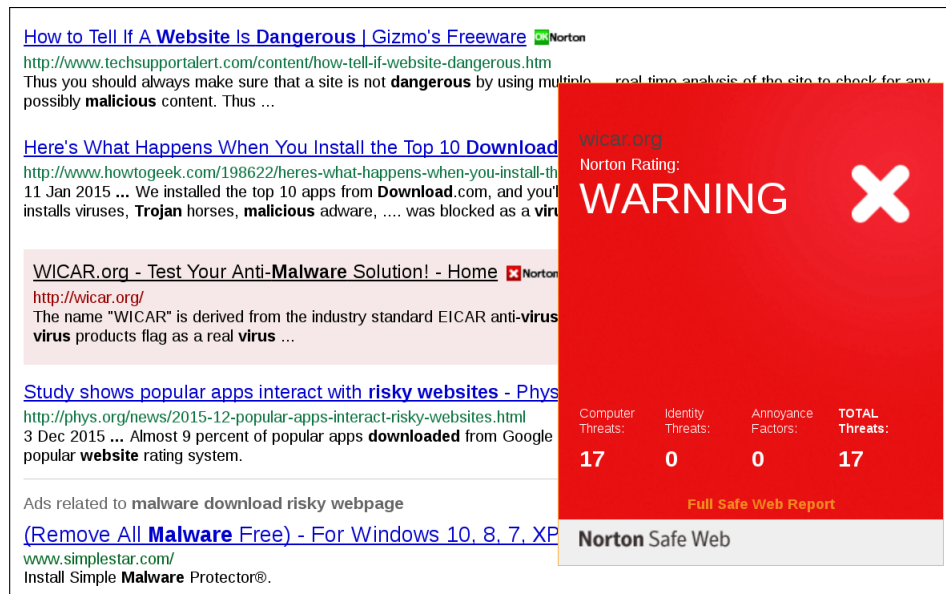 How to Tell If A Website Is Dangerous | Gizmo's Freeware OK Norton
http://www.techsupportalert.com/content/how-tell-if-website-dangerous.htm
Thus you should always make sure that a site is not dangerous by using multiple ... real-time analysis of the site to check for any
possibly malicious content. Thus ...
Here's What Happens When You Install the Top 10 Download
http://www.howtogeek.com/198622/heres-what-happens-when-you-install-th
11 Jan 2015 ... We installed the top 10 apps from Download.com, and you'l
installs viruses, Trojan horses, malicious adware, .... was blocked as a viru
WICAR.org - Test Your Anti-Malware Solution! - Home Norton
http://wicar.org/
The name "WICAR" is derived from the industry standard EICAR anti-virus
virus products flag as a real virus ...
Study shows popular apps interact with risky websites - Phys
http://phys.org/news/2015-12-popular-apps-interact-risky-websites.html
3 Dec 2015 ... Almost 9 percent of popular apps downloaded from Google
popular website rating system.
Ads related to malware download risky webpage
(Remove All Malware Free) - For Windows 10, 8, 7, XP
www.simplestar.com/
Install Simple Malware Protector®.
wicar.org
Norton Rating:
WARNING
Computer Threats: 17
Identity Threats: 0
Annoyance Factors: 0
TOTAL Threats: 17
Full Safe Web Report
Norton Safe Web